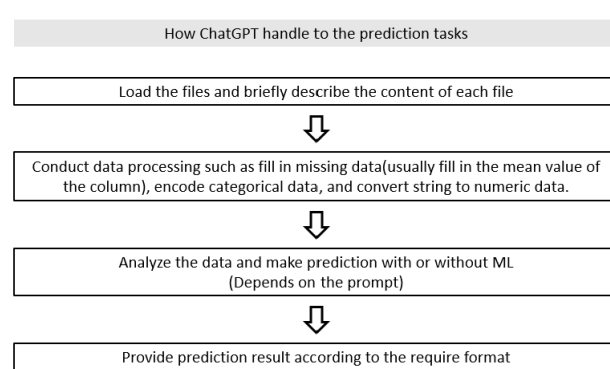 How ChatGPT handle to the prediction tasks
Load the files and briefly describe the content of each file
Conduct data processing such as fill in missing data(usually fill in the mean value of
the column), encode categorical data, and convert string to numeric data.
Analyze the data and make prediction with or without ML
(Depends on the prompt)
Provide prediction result according to the require format